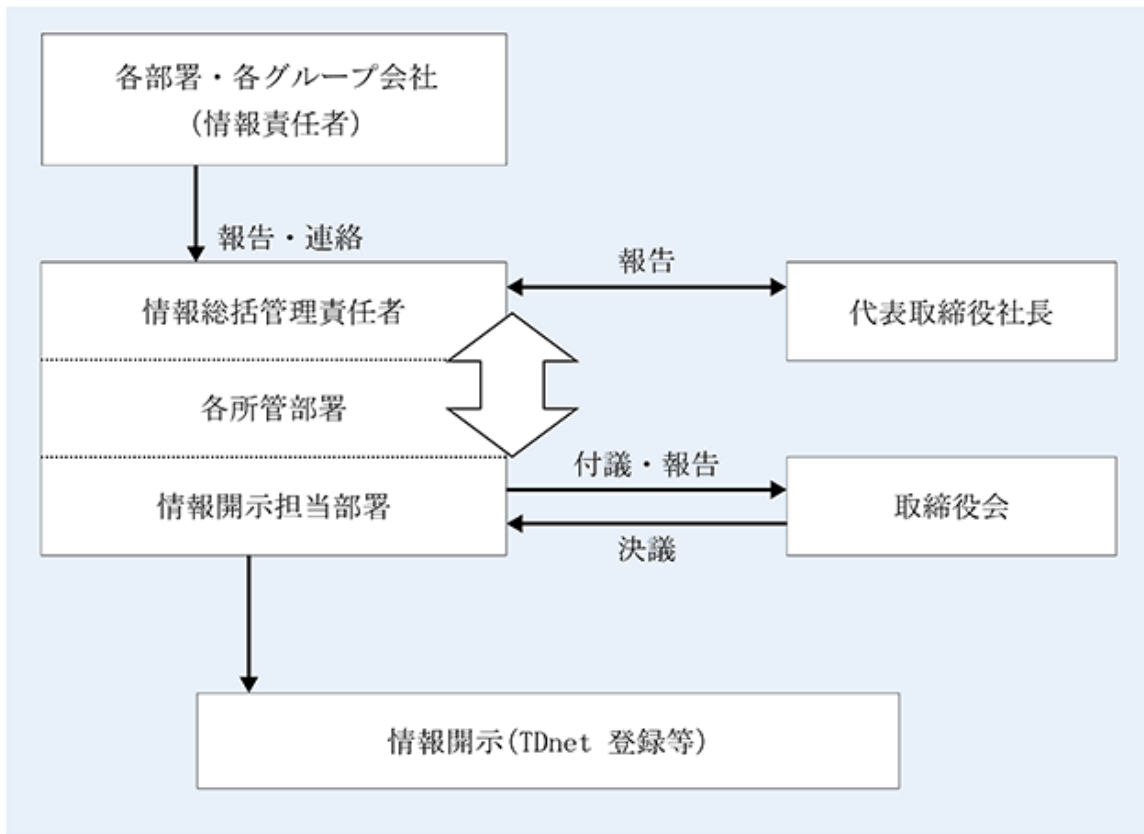 各部署・各グループ会社
(情報責任者)
報告・連絡
情報総括管理責任者
報告
代表取締役社長
各所管部署
付議・報告
情報開示担当部署
取締役会
決議
情報開示(TDnet 登録等)